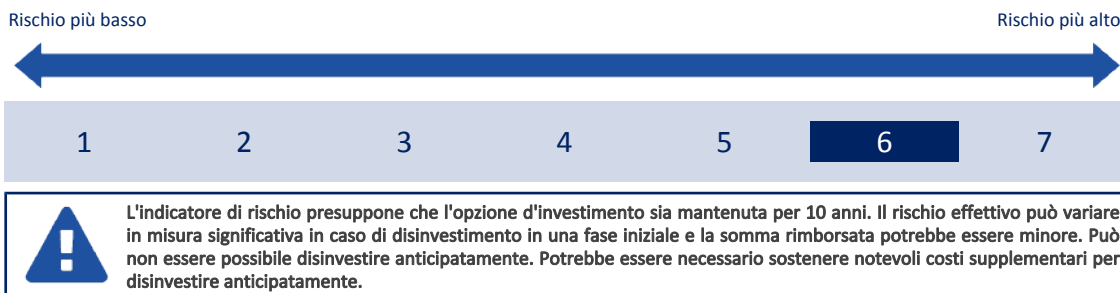 Rischio più basso Rischio più alto
1 2 3 4 5 6 7
L'indicatore di rischio presuppone che l'opzione d'investimento sia mantenuta per 10 anni. Il rischio effettivo può variare
in misura significativa in caso di disinvestimento in una fase iniziale e la somma rimborsata potrebbe essere minore. Può
non essere possibile disinvestire anticipatamente. Potrebbe essere necessario sostenere notevoli costi supplementari per
disinvestire anticipatamente.